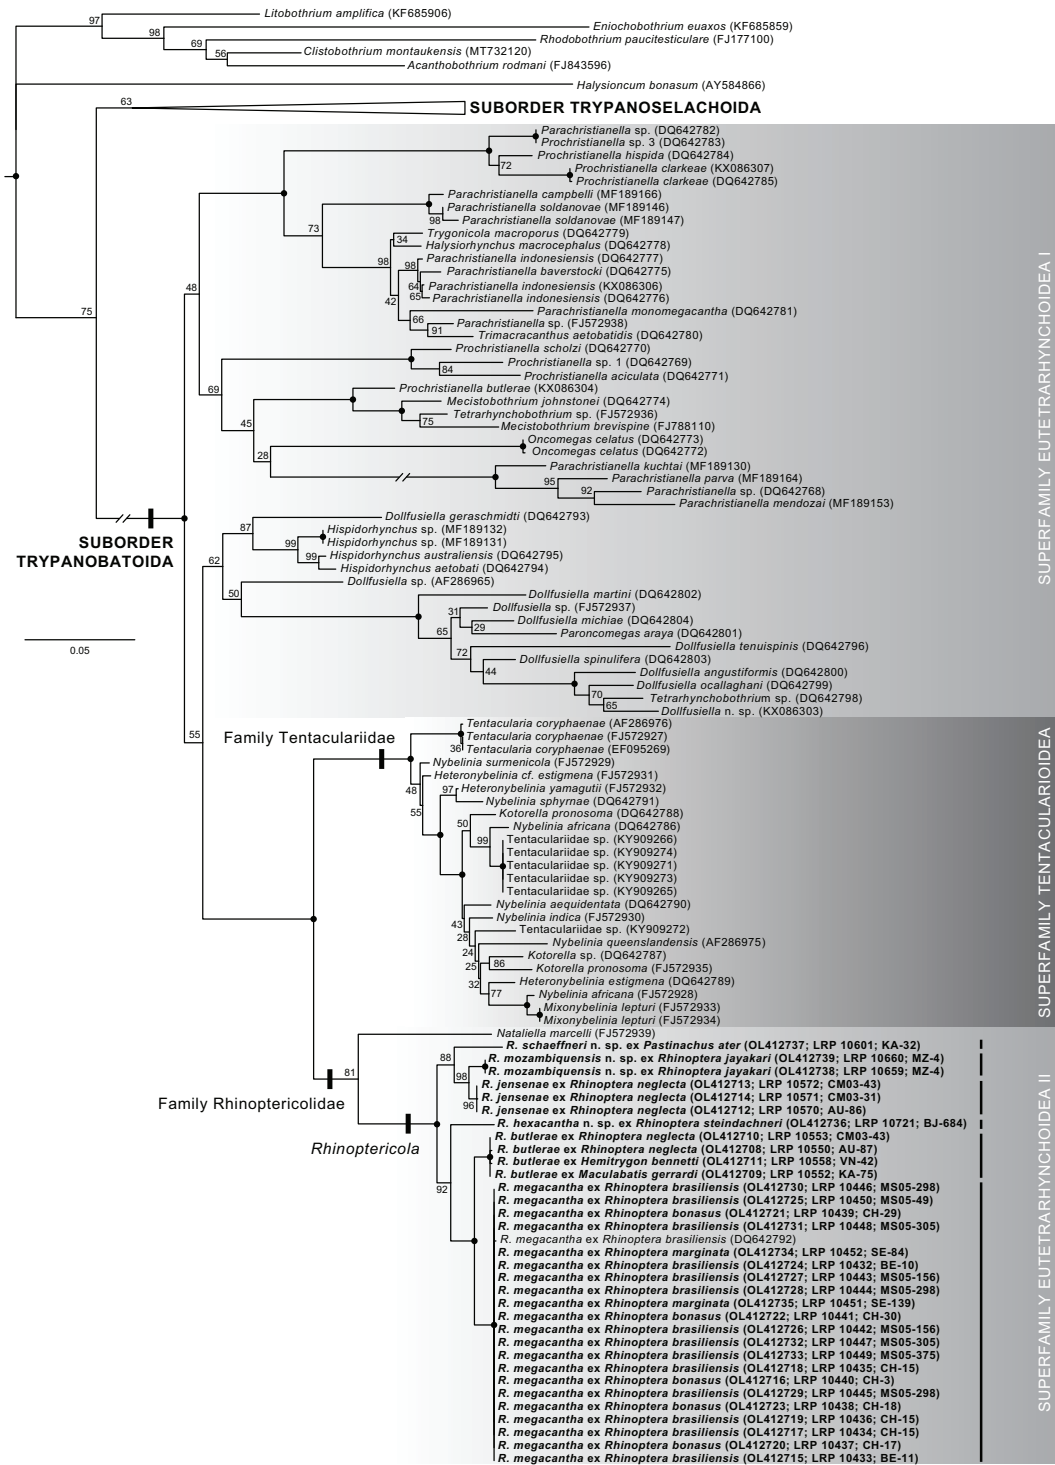 97
Litobothrium amplifica (KF685906)
98
Eniochobothrium euaxos (KF685859)
69
Rhodobothrium paucitesticulare (FJ177100)
56
Clistobothrium montaukensis (MT732120)
Acanthobothrium rodmani (FJ843596)
Halysioncum bonasum (AY584866)
63
SUBORDER TRYPANOSELACHOIDA
Parachristianella sp. (DQ642782)
Prochristianella sp. 3 (DQ642783)
Prochristianella hispida (DQ642784)
72
Prochristianella clarkeae (KX086307)
Prochristianella clarkeae (DQ642785)
Parachristianella campbelli (MF189166)
Parachristianella soldanovae (MF189146)
98
Parachristianella soldanovae (MF189147)
73
Trygonicola macroporus (DQ642779)
34
Halysiorhynchus macrocephalus (DQ642778)
98
Parachristianella indonesiensis (DQ642777)
98
Parachristianella baverstocki (DQ642775)
64
Parachristianella indonesiensis (KX086306)
65
Parachristianella indonesiensis (DQ642776)
42
Parachristianella monomegacantha (DQ642781)
66
Parachristianella sp. (FJ572938)
91
Trimacracanthus aetobatidis (DQ642780)
48
75
Prochristianella scholzi (DQ642770)
Prochristianella sp. 1 (DQ642769)
84
Prochristianella aciculata (DQ642771)
69
Prochristianella butlerae (KX086304)
Mecistobothrium johnstonei (DQ642774)
Tetrarhynchobothrium sp. (FJ572936)
75
Mecistobothrium brevispine (FJ788110)
45
Oncomegas celatus (DQ642773)
Oncomegas celatus (DQ642772)
28
Parachristianella kuchtai (MF189130)
Parachristianella parva (MF189164)
95
Parachristianella sp. (DQ642768)
92
Parachristianella mendozai (MF189153)
SUBORDER
TRYPANOBATOIDA
Dollfusiella geraschmidti (DQ642793)
87
Hispidorhynchus sp. (MF189132)
Hispidorhynchus sp. (MF189131)
99
Hispidorhynchus australiensis (DQ642795)
99
Hispidorhynchus aetobati (DQ642794)
62
Dollfusiella sp. (AF286965)
50
Dollfusiella martini (DQ642802)
Dollfusiella sp. (FJ572937)
31
Dollfusiella michiae (DQ642804)
29
Paroncomegas araya (DQ642801)
65
Dollfusiella tenuispinis (DQ642796)
72
Dollfusiella spinulifera (DQ642803)
44
Dollfusiella angustiformis (DQ642800)
Dollfusiella ocallaghani (DQ642799)
70
Tetrarhynchobothrium sp. (DQ642798)
65
Dollfusiella n. sp. (KX086303)
0.05
SUPERFAMILY EUTETRARHYNCHOIDEA I
55
Family Tentaculariidae
Tentacularia coryphaenae (AF286976)
Tentacularia coryphaenae (FJ572927)
36
Tentacularia coryphaenae (EF095269)
Nybelinia surmenicola (FJ572929)
48
Heteronybelinia cf. estigmena (FJ572931)
55
97
Heteronybelinia yamagutii (FJ572932)
Nybelinia sphyrnae (DQ642791)
Kotorella pronosoma (DQ642788)
50
Nybelinia africana (DQ642786)
99
Tentaculariidae sp. (KY909266)
Tentaculariidae sp. (KY909274)
Tentaculariidae sp. (KY909271)
Tentaculariidae sp. (KY909273)
Tentaculariidae sp. (KY909265)
Nybelinia aequidentata (DQ642790)
43
Nybelinia indica (FJ572930)
28
Tentaculariidae sp. (KY909272)
24
Nybelinia queenslandensis (AF286975)
25
Kotorella sp. (DQ642787)
86
Kotorella pronosoma (FJ572935)
32
Heteronybelinia estigmena (DQ642789)
77
Nybelinia africana (FJ572928)
Mixonybelinia lepturi (FJ572933)
Mixonybelinia lepturi (FJ572934)
SUPERFAMILY TENTACULARIOIDEA
Nataliella marcelli (FJ572939)
81
Family Rhinoptericolidae
Rhinoptericola
R. schaeffneri n. sp. ex Pastinachus ater (OL412737; LRP 10601; KA-32)
88
R. mozambiquensis n. sp. ex Rhinoptera jayakari (OL412739; LRP 10660; MZ-4)
R. mozambiquensis n. sp. ex Rhinoptera jayakari (OL412738; LRP 10659; MZ-4)
98
R. jensenae ex Rhinoptera neglecta (OL412713; LRP 10572; CM03-43)
R. jensenae ex Rhinoptera neglecta (OL412714; LRP 10571; CM03-31)
96
R. jensenae ex Rhinoptera neglecta (OL412712; LRP 10570; AU-86)
R. hexacantha n. sp. ex Rhinoptera steindachneri (OL412736; LRP 10721; BJ-684)
R. butlerae ex Rhinoptera neglecta (OL412710; LRP 10553; CM03-43)
R. butlerae ex Rhinoptera neglecta (OL412708; LRP 10550; AU-87)
R. butlerae ex Hemitrygon bennetti (OL412711; LRP 10558; VN-42)
R. butlerae ex Maculabatis gerrardi (OL412709; LRP 10552; KA-75)
92
R. megacantha ex Rhinoptera brasiliensis (OL412730; LRP 10446; MS05-298)
R. megacantha ex Rhinoptera brasiliensis (OL412725; LRP 10450; MS05-49)
R. megacantha ex Rhinoptera bonasus (OL412721; LRP 10439; CH-29)
R. megacantha ex Rhinoptera brasiliensis (OL412731; LRP 10448; MS05-305)
R. megacantha ex Rhinoptera brasiliensis (DQ642792)
R. megacantha ex Rhinoptera marginata (OL412734; LRP 10452; SE-84)
R. megacantha ex Rhinoptera brasiliensis (OL412724; LRP 10432; BE-10)
R. megacantha ex Rhinoptera brasiliensis (OL412727; LRP 10443; MS05-156)
R. megacantha ex Rhinoptera brasiliensis (OL412728; LRP 10444; MS05-298)
R. megacantha ex Rhinoptera marginata (OL412735; LRP 10451; SE-139)
R. megacantha ex Rhinoptera bonasus (OL412722; LRP 10441; CH-30)
R. megacantha ex Rhinoptera brasiliensis (OL412726; LRP 10442; MS05-156)
R. megacantha ex Rhinoptera brasiliensis (OL412732; LRP 10447; MS05-305)
R. megacantha ex Rhinoptera brasiliensis (OL412733; LRP 10449; MS05-375)
R. megacantha ex Rhinoptera brasiliensis (OL412718; LRP 10435; CH-15)
R. megacantha ex Rhinoptera bonasus (OL412716; LRP 10440; CH-3)
R. megacantha ex Rhinoptera brasiliensis (OL412729; LRP 10445; MS05-298)
R. megacantha ex Rhinoptera bonasus (OL412723; LRP 10438; CH-18)
R. megacantha ex Rhinoptera brasiliensis (OL412719; LRP 10436; CH-15)
R. megacantha ex Rhinoptera brasiliensis (OL412717; LRP 10434; CH-15)
R. megacantha ex Rhinoptera bonasus (OL412720; LRP 10437; CH-17)
R. megacantha ex Rhinoptera brasiliensis (OL412715; LRP 10433; BE-11)
SUPERFAMILY EUTETRARHYNCHOIDEA II